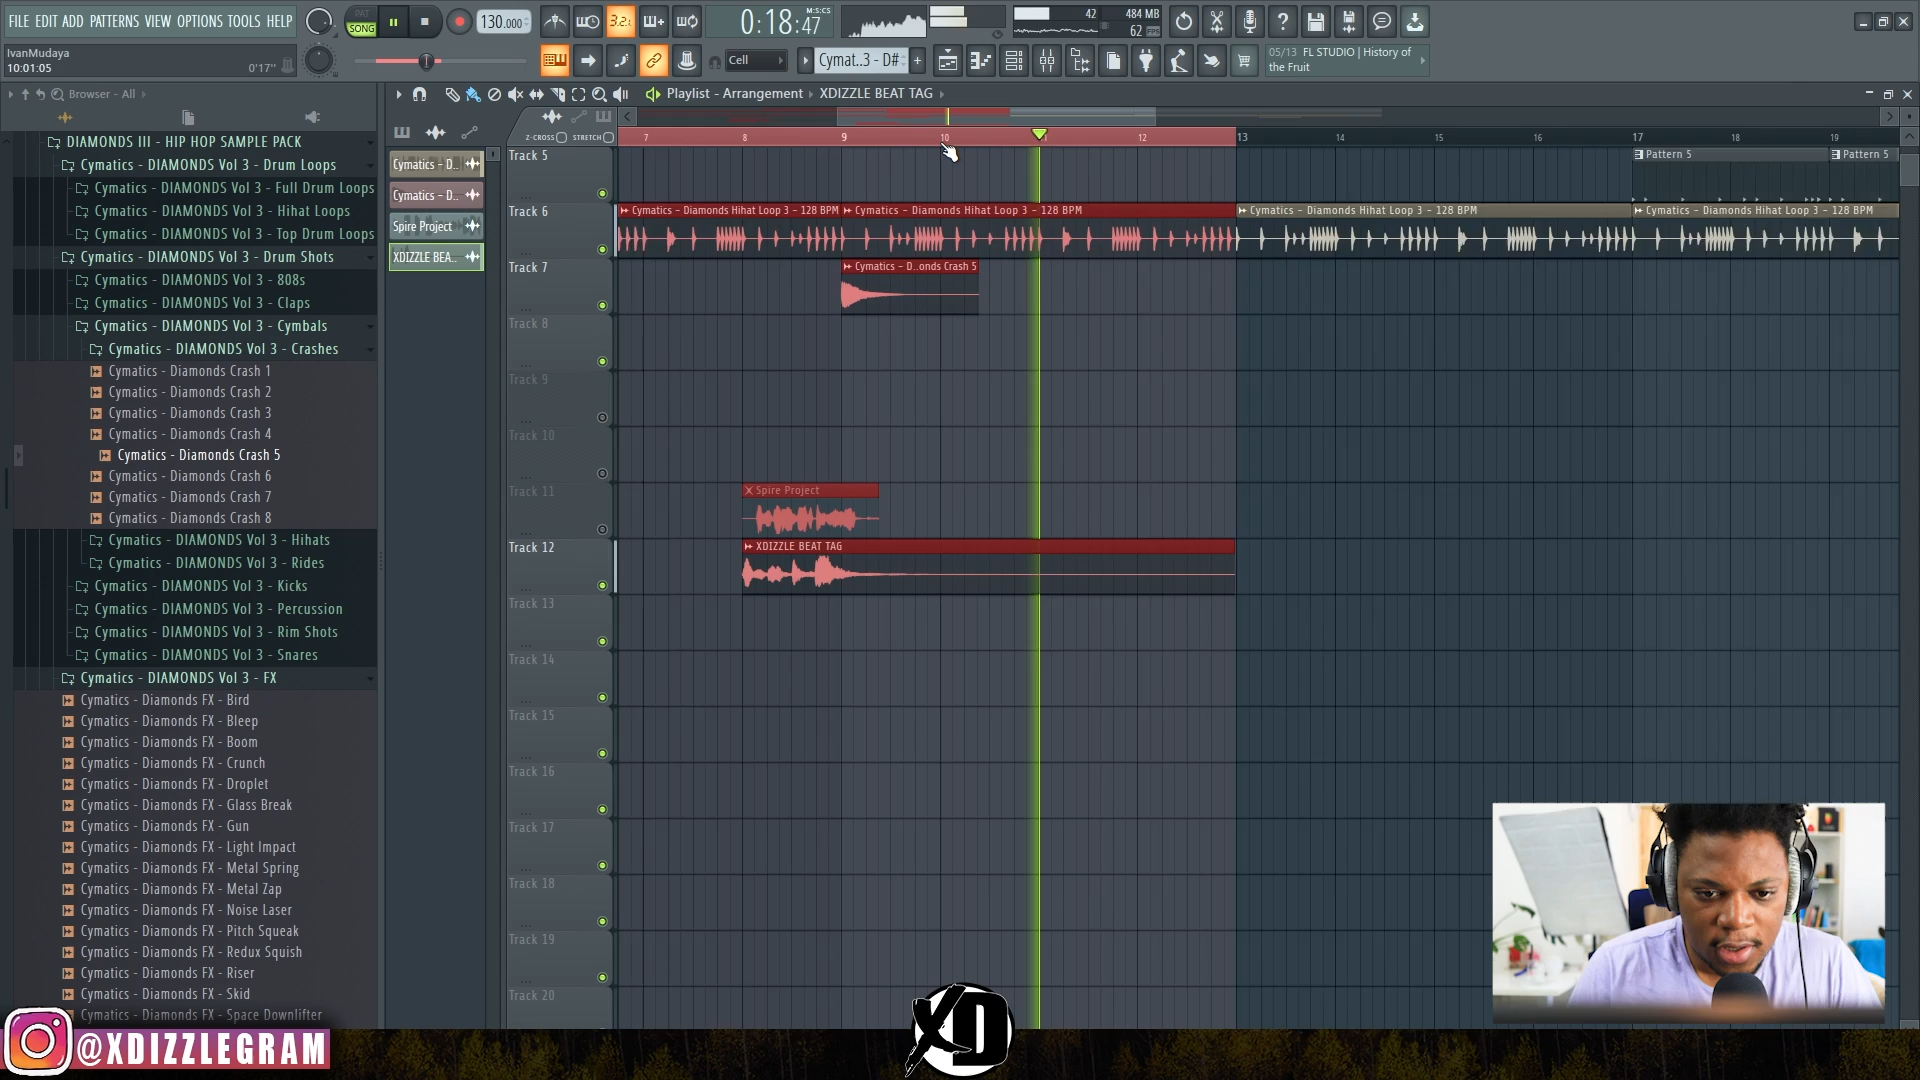 FILE EDIT ADD PATTERNS VIEW OPTIONS TOOLS HELP
PAT
SONG
130.000
3.2.
0:18:47
M:S:CS
42
484 MB
62
IvanMudaya
10:01:05
0'17"
Cell
Cymat..3 - D#
05/13 FL STUDIO | History of
the Fruit
Browser - All
Playlist - Arrangement › XDIZZLE BEAT TAG ›
Z-CROSS
STRETCH
7 8 9 10 11 12 13 14 15 16 17 18 19
DIAMONDS III - HIP HOP SAMPLE PACK
Cymatics - DIAMONDS Vol 3 - Drum Loops
Cymatics - DIAMONDS Vol 3 - Full Drum Loops
Cymatics - DIAMONDS Vol 3 - Hihat Loops
Cymatics - DIAMONDS Vol 3 - Top Drum Loops
Cymatics - DIAMONDS Vol 3 - Drum Shots
Cymatics - DIAMONDS Vol 3 - 808s
Cymatics - DIAMONDS Vol 3 - Claps
Cymatics - DIAMONDS Vol 3 - Cymbals
Cymatics - DIAMONDS Vol 3 - Crashes
Cymatics - Diamonds Crash 1
Cymatics - Diamonds Crash 2
Cymatics - Diamonds Crash 3
Cymatics - Diamonds Crash 4
Cymatics - Diamonds Crash 5
Cymatics - Diamonds Crash 6
Cymatics - Diamonds Crash 7
Cymatics - Diamonds Crash 8
Cymatics - DIAMONDS Vol 3 - Hihats
Cymatics - DIAMONDS Vol 3 - Rides
Cymatics - DIAMONDS Vol 3 - Kicks
Cymatics - DIAMONDS Vol 3 - Percussion
Cymatics - DIAMONDS Vol 3 - Rim Shots
Cymatics - DIAMONDS Vol 3 - Snares
Cymatics - DIAMONDS Vol 3 - FX
Cymatics - Diamonds FX - Bird
Cymatics - Diamonds FX - Bleep
Cymatics - Diamonds FX - Boom
Cymatics - Diamonds FX - Crunch
Cymatics - Diamonds FX - Droplet
Cymatics - Diamonds FX - Glass Break
Cymatics - Diamonds FX - Gun
Cymatics - Diamonds FX - Light Impact
Cymatics - Diamonds FX - Metal Spring
Cymatics - Diamonds FX - Metal Zap
Cymatics - Diamonds FX - Noise Laser
Cymatics - Diamonds FX - Pitch Squeak
Cymatics - Diamonds FX - Redux Squish
Cymatics - Diamonds FX - Riser
Cymatics - Diamonds FX - Skid
Cymatics - Diamonds FX - Space Downlifter
Cymatics - D..
Cymatics - D..
Spire Project
XDIZZLE BEA..
Track 5
Pattern 5
Pattern 5
Track 6
Cymatics - Diamonds Hihat Loop 3 - 128 BPM
Cymatics - Diamonds Hihat Loop 3 - 128 BPM
Cymatics - Diamonds Hihat Loop 3 - 128 BPM
Cymatics - Diamonds Hihat Loop 3 - 128 BPM
Track 7
Cymatics - D..onds Crash 5
Track 8
Track 9
Track 10
Track 11
Spire Project
Track 12
XDIZZLE BEAT TAG
Track 13
Track 14
Track 15
Track 16
Track 17
Track 18
Track 19
Track 20
@XDIZZLEGRAM
XD